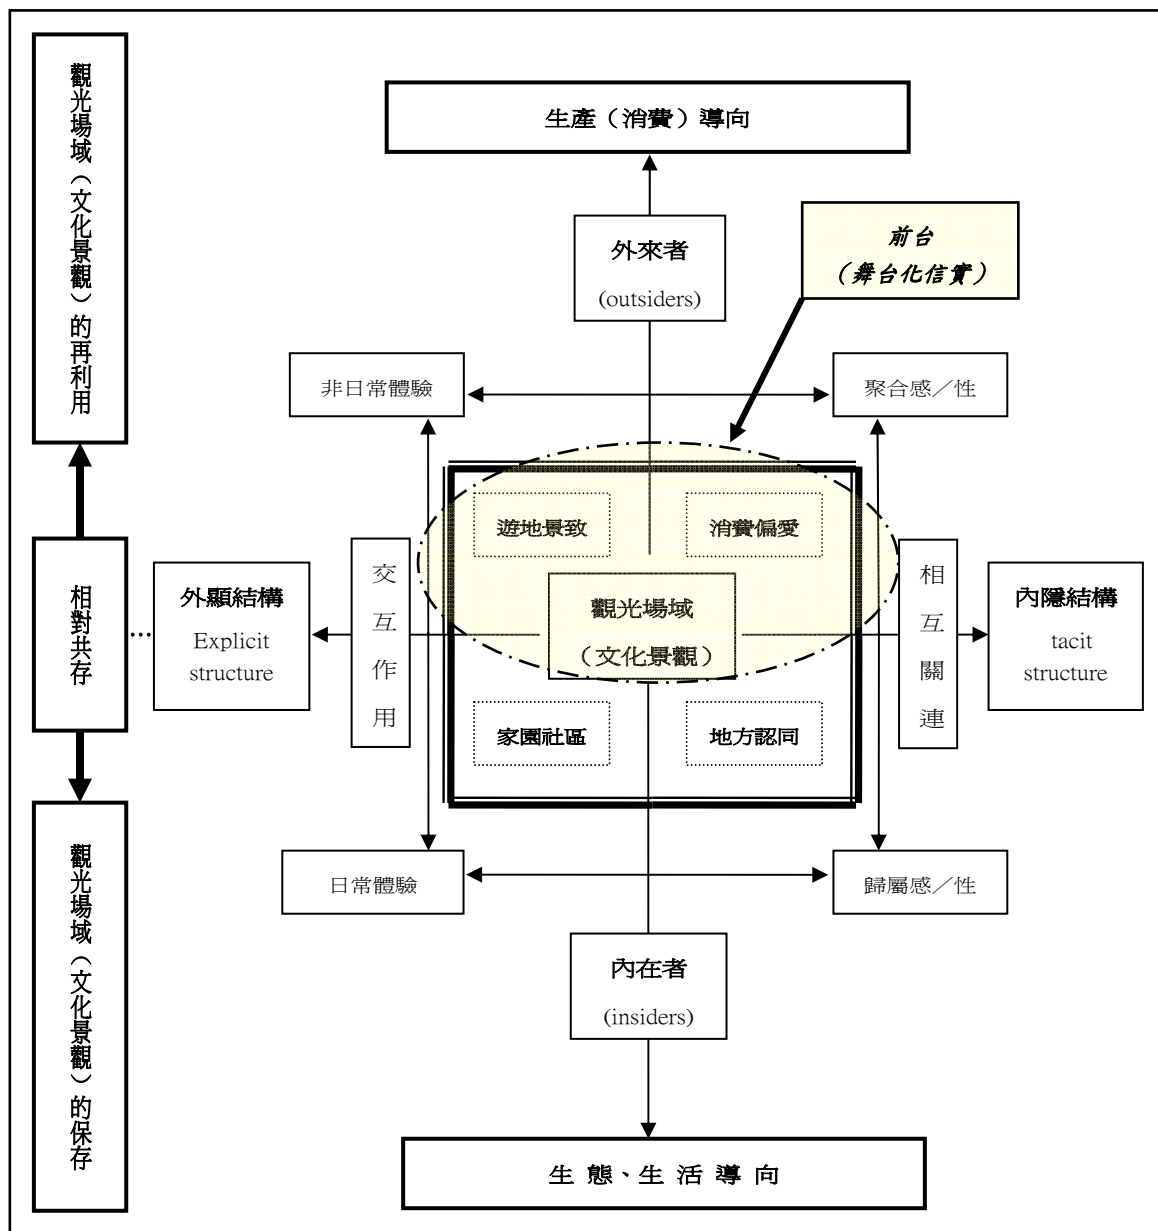 觀光場域（文化景觀）的再利用
生產（消費）導向
外來者
(outsiders)
前台
（舞台化信實）
非日常體驗
聚合感／性
遊地景致
消費偏愛
相對共存
...
外顯結構
Explicit
structure
交互作用
觀光場域
（文化景觀）
相互關連
內隱結構
tacit
structure
家園社區
地方認同
日常體驗
歸屬感／性
觀光場域（文化景觀）的保存
內在者
(insiders)
生 態、生 活 導 向